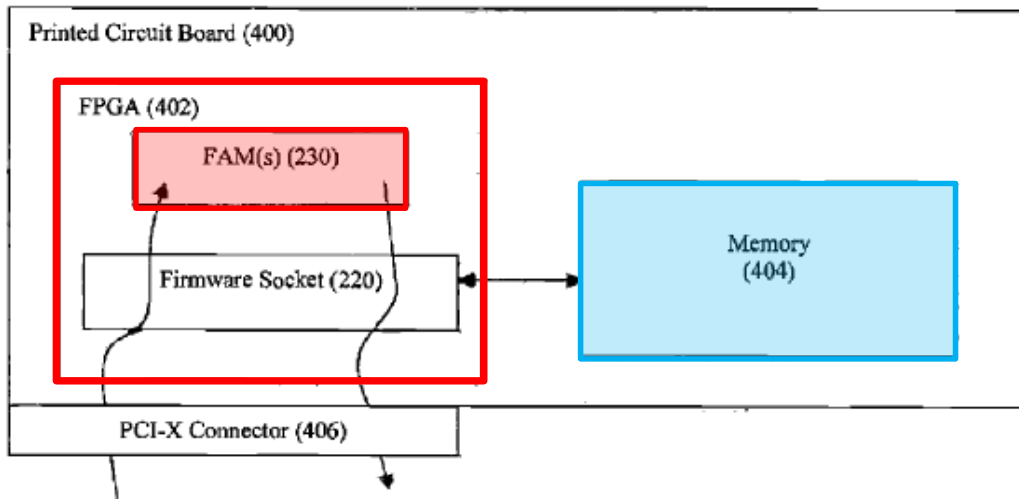 Printed Circuit Board (400)
FPGA (402)
FAM(s) (230)
Firmware Socket (220)
Memory
(404)
PCI-X Connector (406)